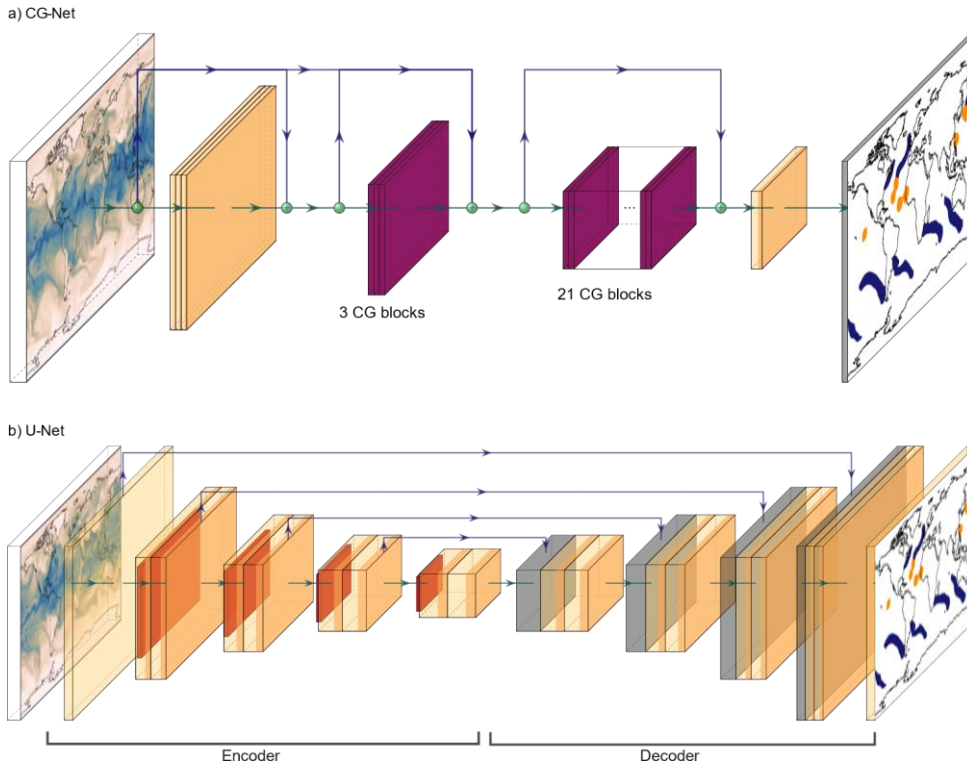 a) CG-Net
...
3 CG blocks
21 CG blocks
b) U-Net
Encoder
Decoder